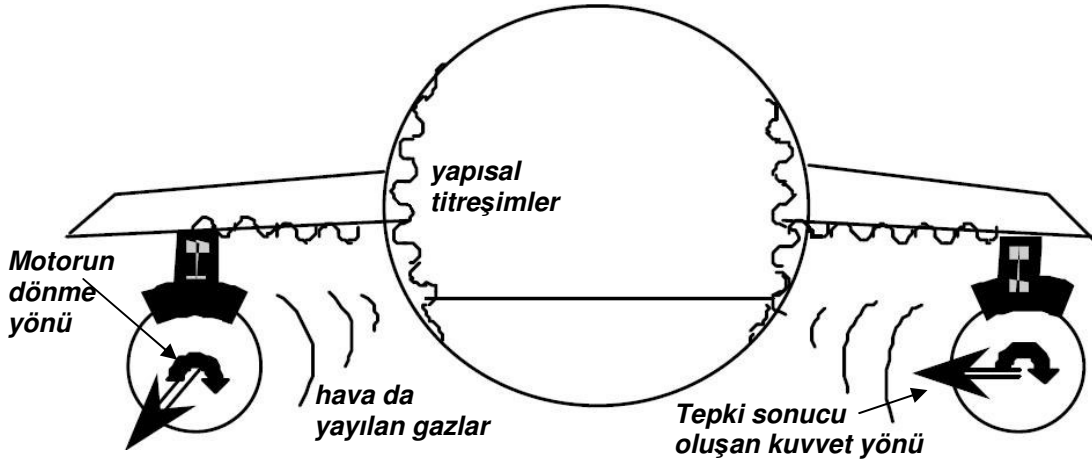 yapısal
titreşimler
Motorun
dönme
yönü
hava da
yayılan gazlar
Tepki sonucu
oluşan kuvvet yönü